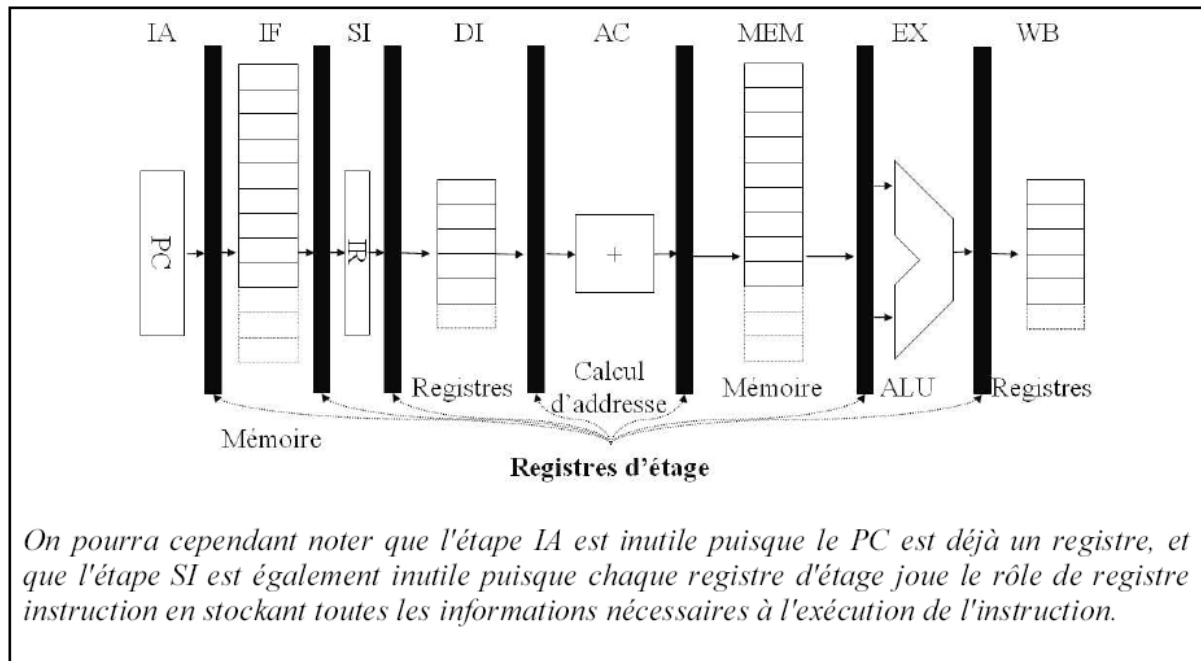 IA IF SI DI AC MEM EX WB
PC
IR
+
Registres
Calcul
d'addresse
Mémoire
ALU
Registres
Mémoire
Registres d'étage
On pourra cependant noter que l'étape IA est inutile puisque le PC est déjà un registre, et
que l'étape SI est également inutile puisque chaque registre d'étage joue le rôle de registre
instruction en stockant toutes les informations nécessaires à l'exécution de l'instruction.